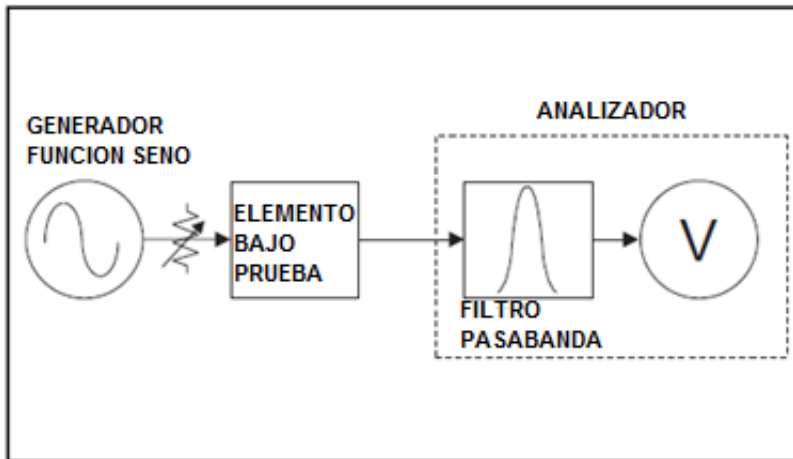 GENERADOR
FUNCION SENO
ELEMENTO
BAJO
PRUEBA
ANALIZADOR
FILTRO
PASABANDA
V